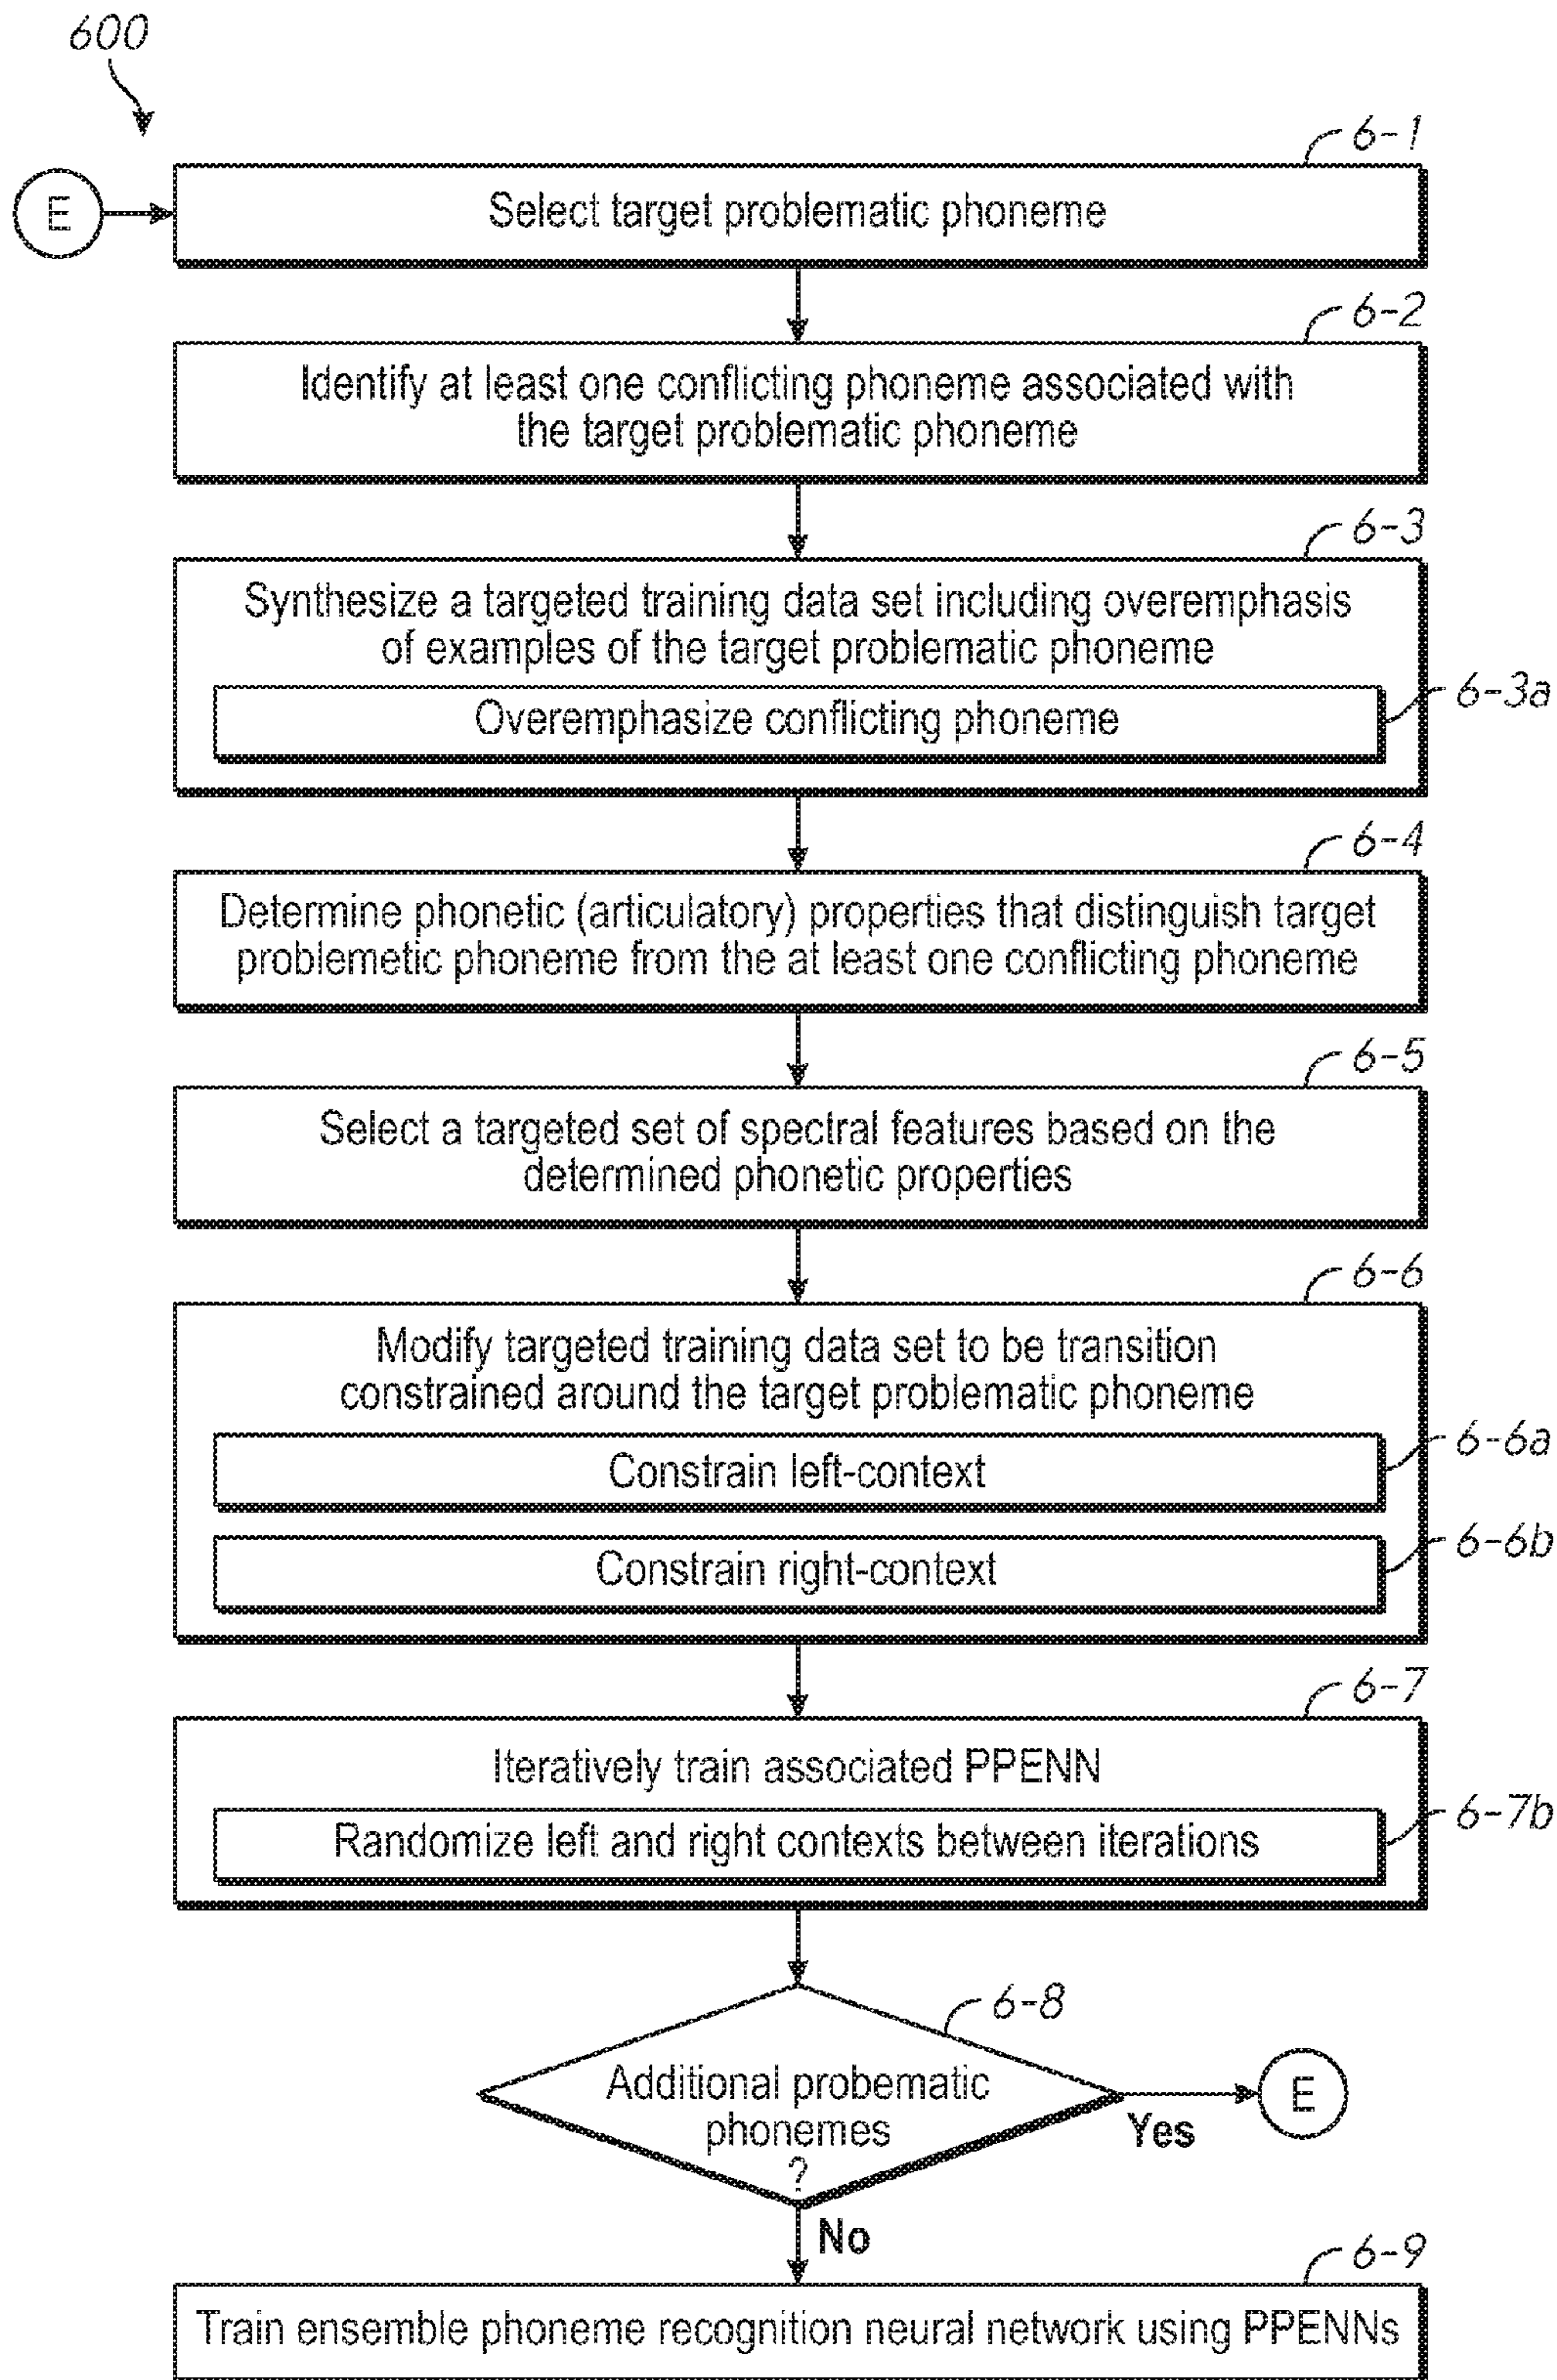 600
6-1
E
Select target problematic phoneme
6-2
Identify at least one conflicting phoneme associated with
the target problematic phoneme
6-3
Synthesize a targeted training data set including overemphasis
of examples of the target problematic phoneme
6-3a
Overemphasize conflicting phoneme
6-4
Determine phonetic (articulatory) properties that distinguish target
problemetic phoneme from the at least one conflicting phoneme
6-5
Select a targeted set of spectral features based on the
determined phonetic properties
6-6
Modify targeted training data set to be transition
constrained around the target problematic phoneme
6-6a
Constrain left-context
6-6b
Constrain right-context
6-7
Iteratively train associated PPENN
6-7b
Randomize left and right contexts between iterations
6-8
Additional probematic
phonemes
?
E
Yes
No
6-9
Train ensemble phoneme recognition neural network using PPENNs